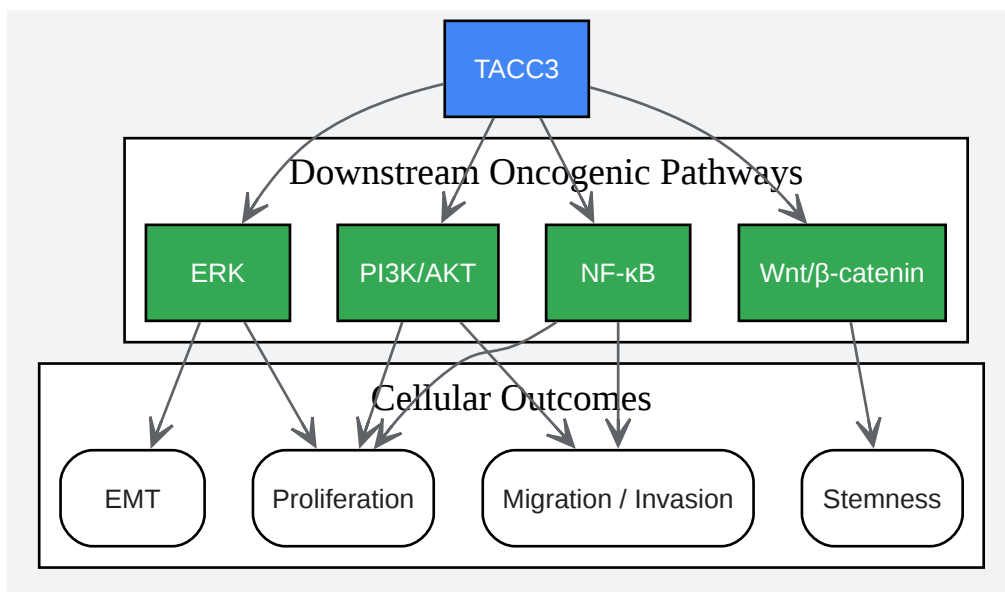 TACC3
Downstream Oncogenic Pathways
ERK
PI3K/AKT
NF-κB
Wnt/β-catenin
Cellular Outcomes
EMT
Proliferation
Migration / Invasion
Stemness